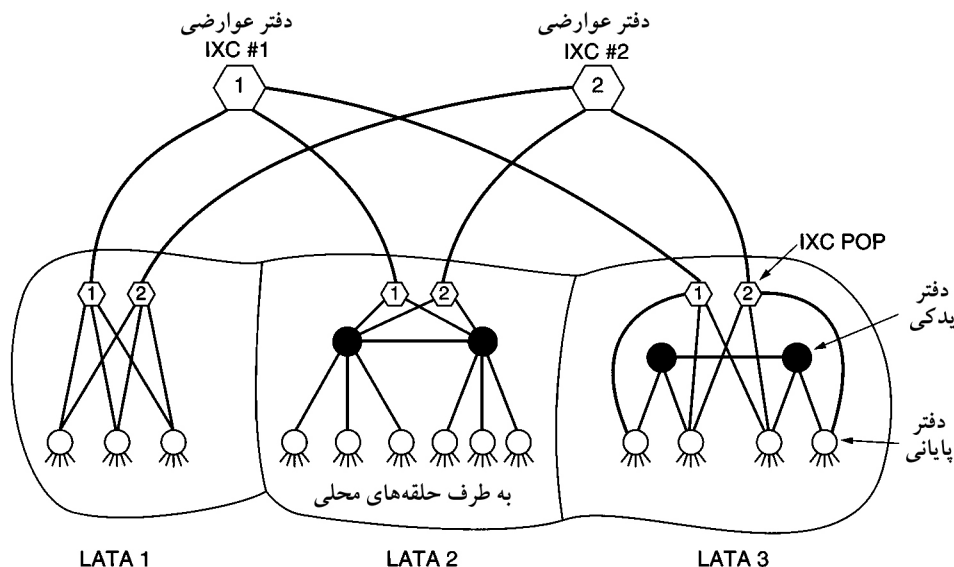 دفتر عوارضی
IXC #1
1
دفتر عوارضی
IXC #2
2
IXC POP
1
2
1
2
1
2
دفتر
یدکی
دفتر
پایانی
به طرف حلقه‌های محلی
LATA 1
LATA 2
LATA 3